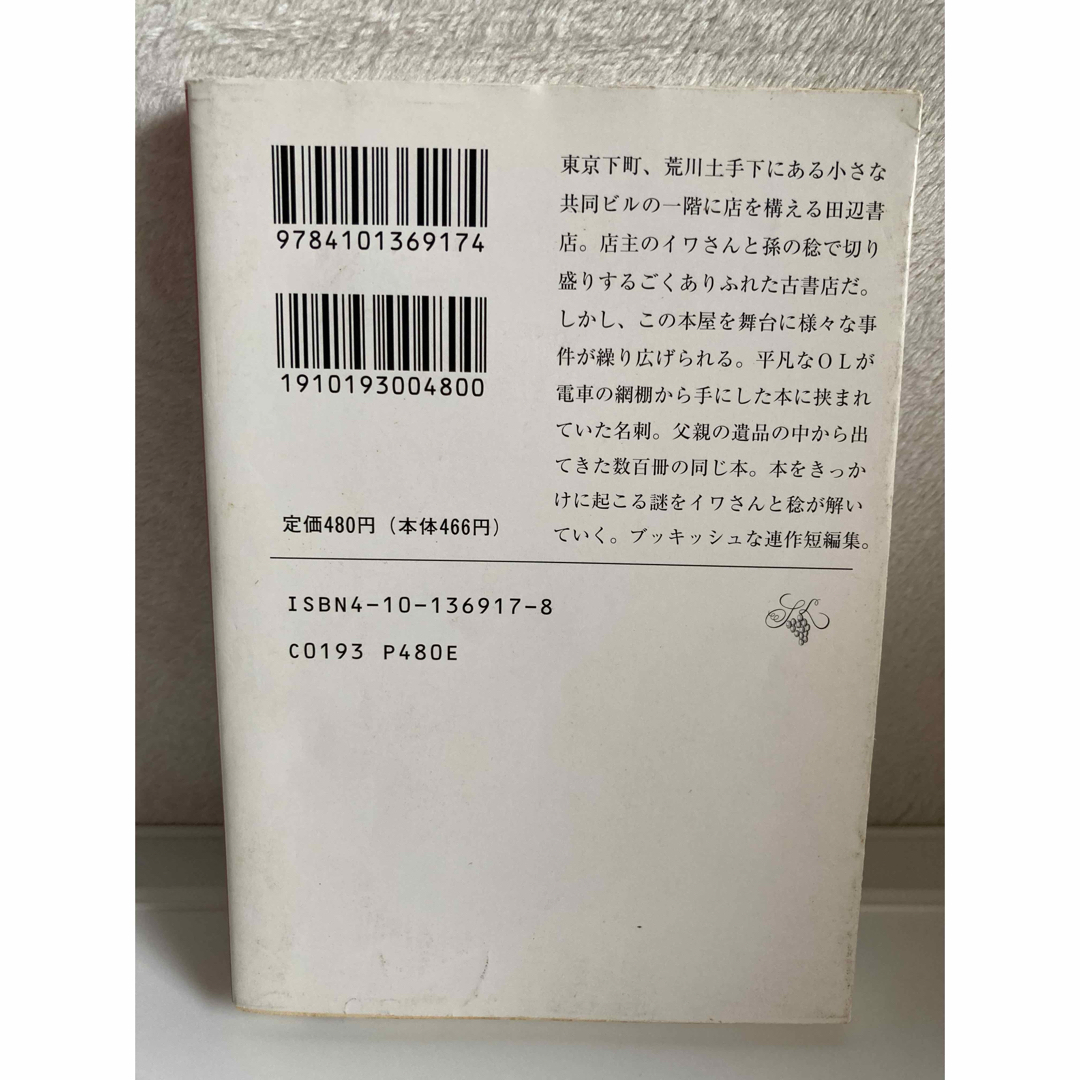 9784101369174
1910193004800
定価480円（本体466円）
東京下町、荒川土手下にある小さな
共同ビルの一階に店を構える田辺書
店。店主のイワさんと孫の稔で切り
盛りするごくありふれた古書店だ。
しかし、この本屋を舞台に様々な事
件が繰り広げられる。平凡なＯＬが
電車の網棚から手にした本に挟まれ
ていた名刺。父親の遺品の中から出
てきた数百冊の同じ本。本をきっか
けに起こる謎をイワさんと稔が解い
ていく。ブッキッシュな連作短編集。
ISBN4-10-136917-8
C0193 P480E